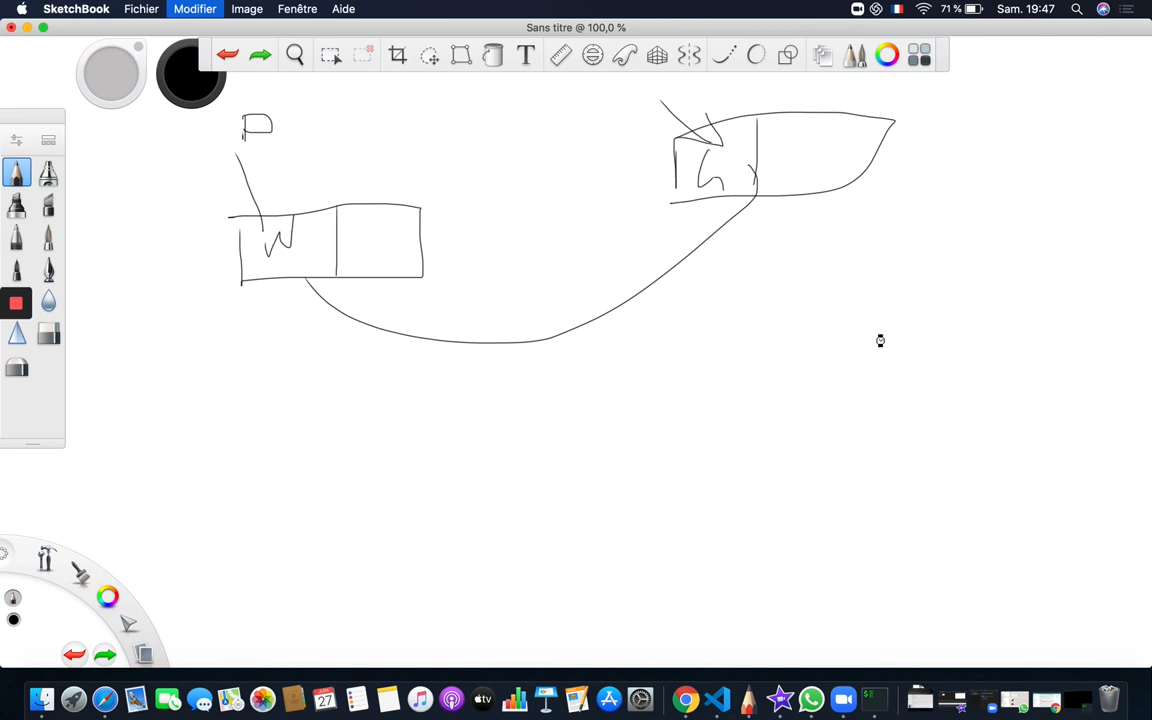 SketchBook Fichier Modifier Image Fenêtre Aide 71 % Sam. 19:47
Sans titre @ 100,0 %
T
P
W
27